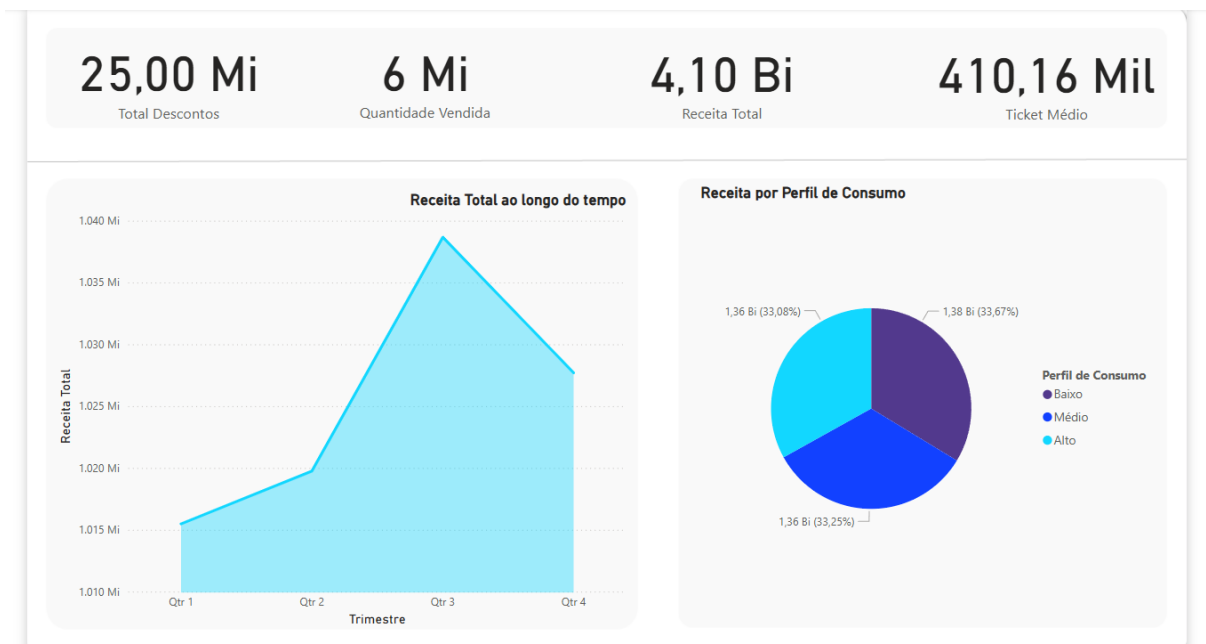 25,00 Mi
Total Descontos
6 Mi
Quantidade Vendida
4,10 Bi
Receita Total
410,16 Mil
Ticket Médio
Receita Total ao longo do tempo
1.040 Mi
1.035 Mi
1.030 Mi
1.025 Mi
1.020 Mi
1.015 Mi
1.010 Mi
Receita Total
Qtr 1
Qtr 2
Qtr 3
Qtr 4
Trimestre
Receita por Perfil de Consumo
1,36 Bi (33,08%)
1,38 Bi (33,67%)
1,36 Bi (33,25%)
Perfil de Consumo
Baixo
Médio
Alto